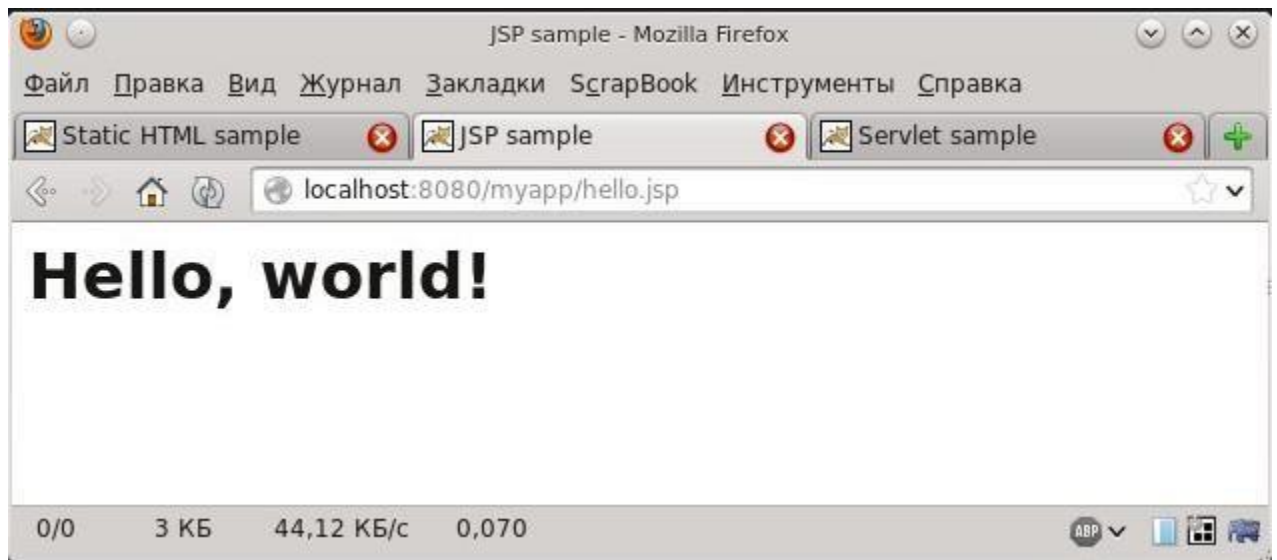 JSP sample - Mozilla Firefox
Файл Правка Вид Журнал Закладки ScrapBook Инструменты Справка
Static HTML sample JSP sample Servlet sample
localhost:8080/myapp/hello.jsp
Hello, world!
0/0 3 КБ 44,12 КБ/с 0,070 ABP